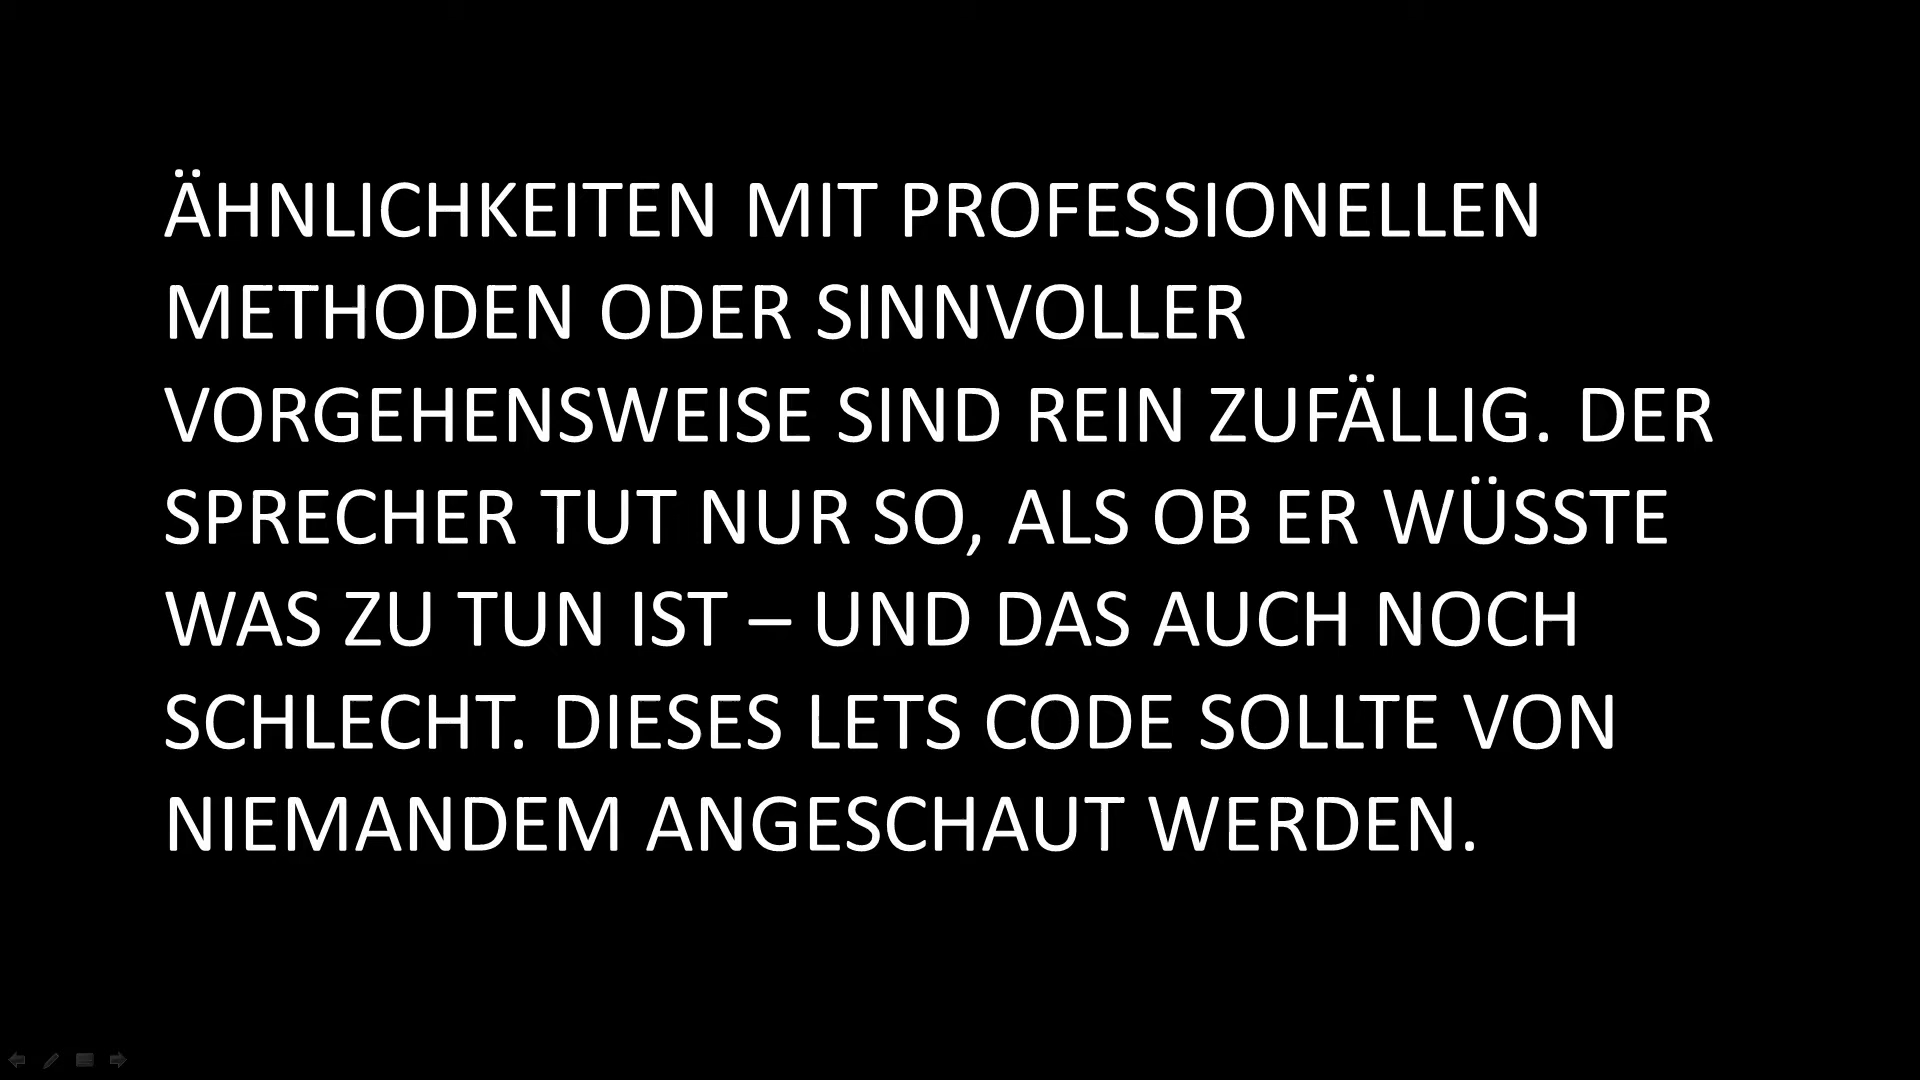 ÄHNLICHKEITEN MIT PROFESSIONELLEN
METHODEN ODER SINNVOLLER
VORGEHENSWEISE SIND REIN ZUFÄLLIG. DER
SPRECHER TUT NUR SO, ALS OB ER WÜSSTE
WAS ZU TUN IST – UND DAS AUCH NOCH
SCHLECHT. DIESES LETS CODE SOLLTE VON
NIEMANDEM ANGESCHAUT WERDEN.